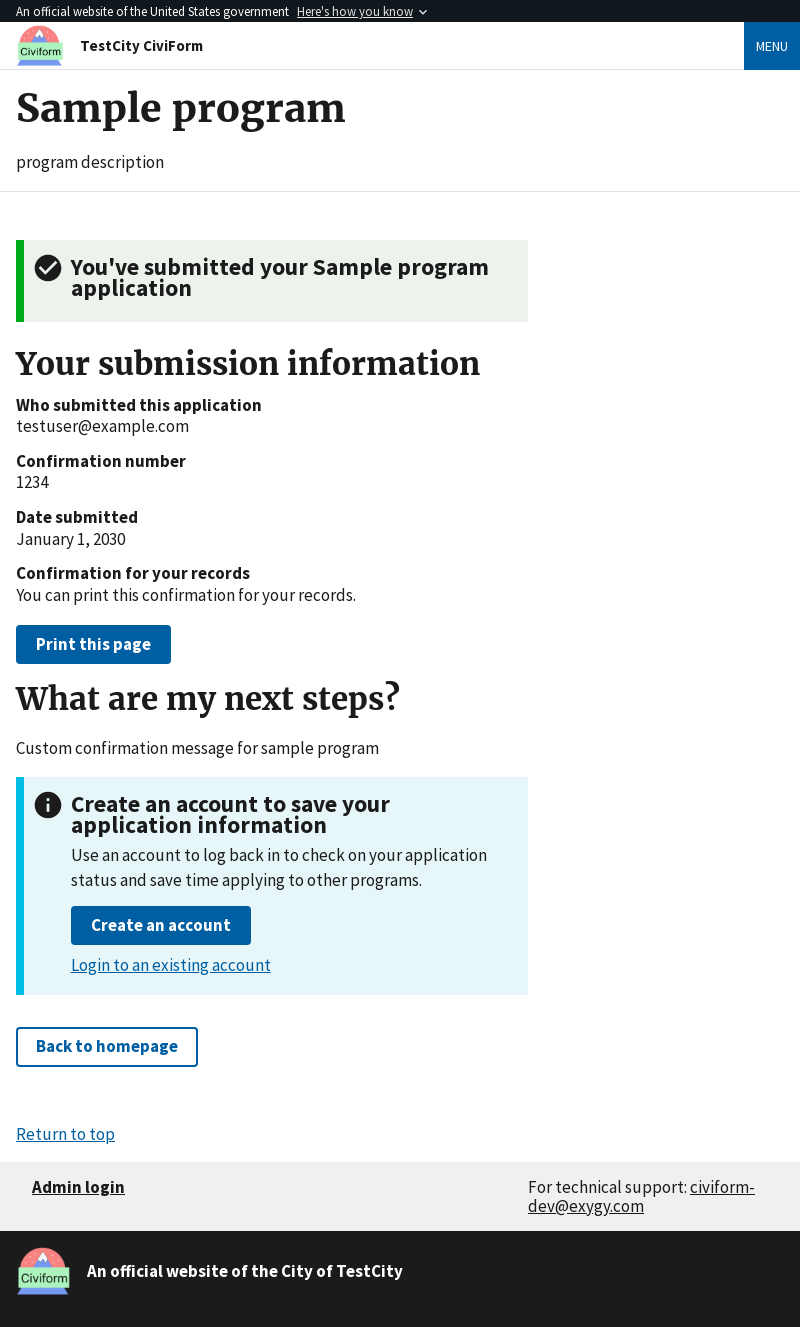 An official website of the United States government Here's how you know
Civiform
TestCity CiviForm
MENU
Sample program
program description
You've submitted your Sample program
application
Your submission information
Who submitted this application
testuser@example.com
Confirmation number
1234
Date submitted
January 1, 2030
Confirmation for your records
You can print this confirmation for your records.
Print this page
What are my next steps?
Custom confirmation message for sample program
Create an account to save your
application information
Use an account to log back in to check on your application
status and save time applying to other programs.
Create an account
Login to an existing account
Back to homepage
Return to top
Admin login
For technical support: civiform-
dev@exygy.com
Civiform
An official website of the City of TestCity